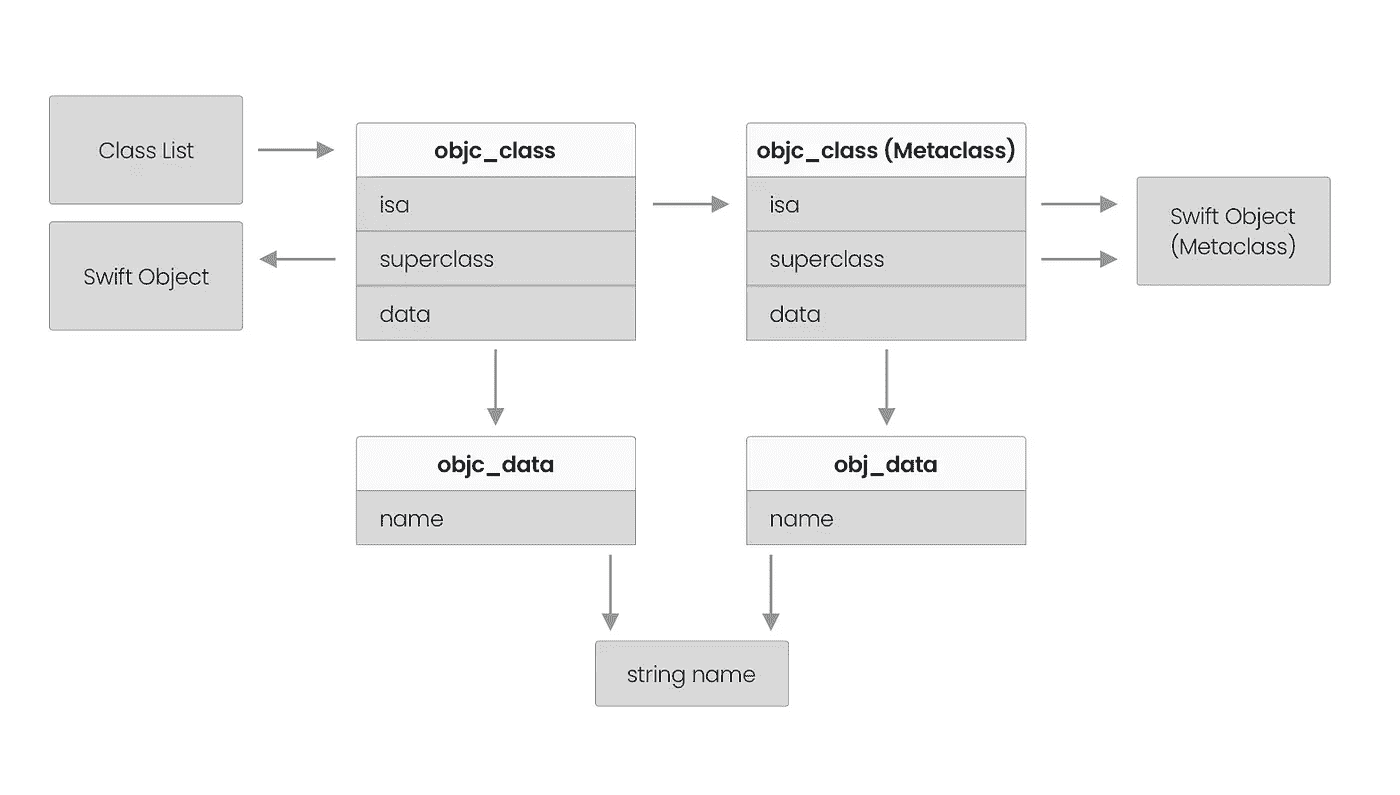 Class List
Swift Object
objc_class
isa
superclass
data
objc_class (Metaclass)
isa
superclass
data
Swift Object
(Metaclass)
objc_data
name
obj_data
name
string name